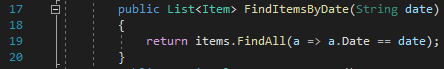 17 public List<Item> FindItemsByDate(String date)
18 {
19 return items.FindAll(a => a.Date == date);
20 }